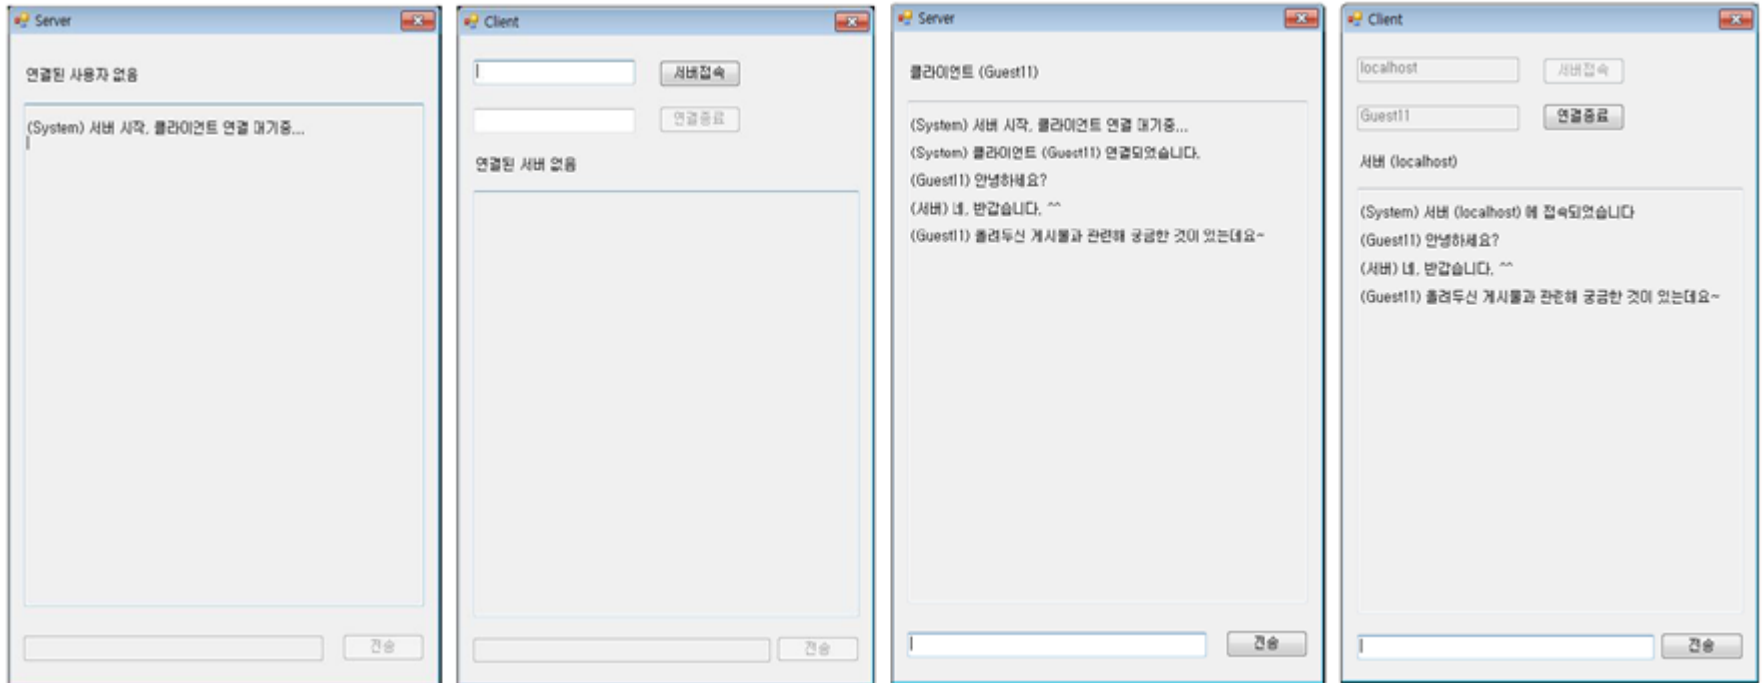 Server
연결된 사용자 없음
(System) 서버 시작, 클라이언트 연결 대기중...
전송
Client
서버접속
연결종료
연결된 서버 없음
전송
Server
클라이언트 (Guest11)
(System) 서버 시작, 클라이언트 연결 대기중...
(System) 클라이언트 (Guest11) 연결되었습니다.
(Guest11) 안녕하세요?
(서버) 네, 반갑습니다. ^^
(Guest11) 올려두신 게시물과 관련해 궁금한 것이 있는데요~
전송
Client
localhost 서버접속
Guest11 연결종료
서버 (localhost)
(System) 서버 (localhost) 에 접속되었습니다
(Guest11) 안녕하세요?
(서버) 네, 반갑습니다. ^^
(Guest11) 올려두신 게시물과 관련해 궁금한 것이 있는데요~
전송